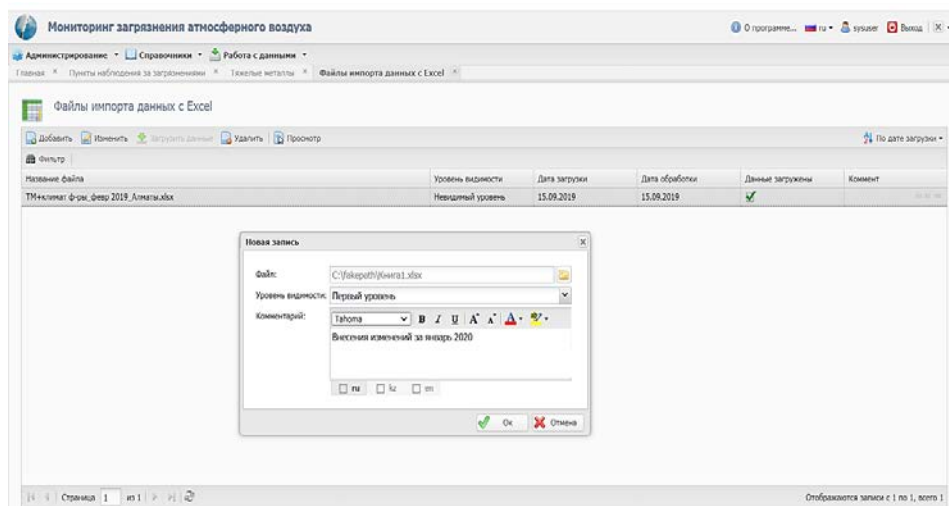 Мониторинг загрязнения атмосферного воздуха
О программе... ru sysuser Выход
Администрирование Справочники Работа с данными
Главная Пункты наблюдения за загрязнениями Тяжелые металлы Файлы импорта данных с Excel
Файлы импорта данных с Excel
Добавить Изменить Загрузить данные Удалить Просмотр По дате загрузки
Фильтр
Название файла Уровень видимости Дата загрузки Дата обработки Данные загружены Коммент
ТМ+климат ф-ры_февр 2019_Алматы.xlsx Невидимый уровень 15.09.2019 15.09.2019
Новая запись
Файл: C:\fakepath\Книга1.xlsx
Уровень видимости: Первый уровень
Комментарий: Tahoma B I U A A A
Внесения изменений за январь 2020
ru kz en
Ок Отмена
Страница 1 из 1 Отображаются записи с 1 по 1, всего 1